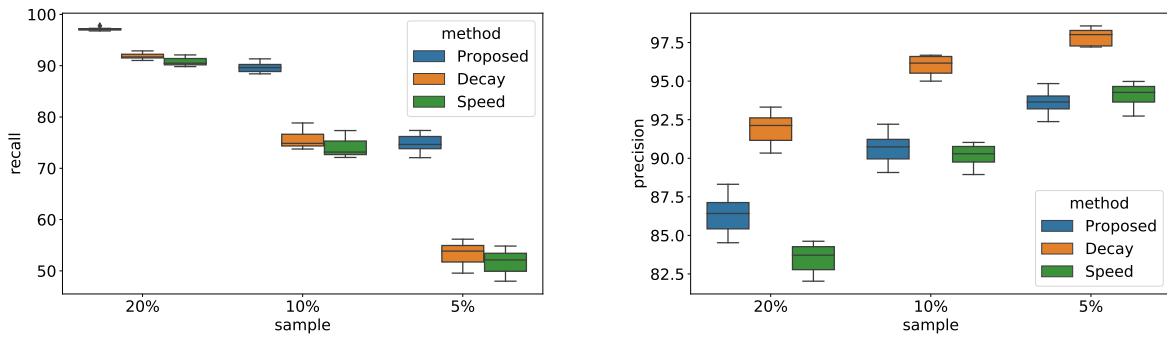 100
90
80
70
60
50
recall
20%
10%
5%
sample
method
Proposed
Decay
Speed
97.5
95.0
92.5
90.0
87.5
85.0
82.5
precision
20%
10%
5%
sample
method
Proposed
Decay
Speed